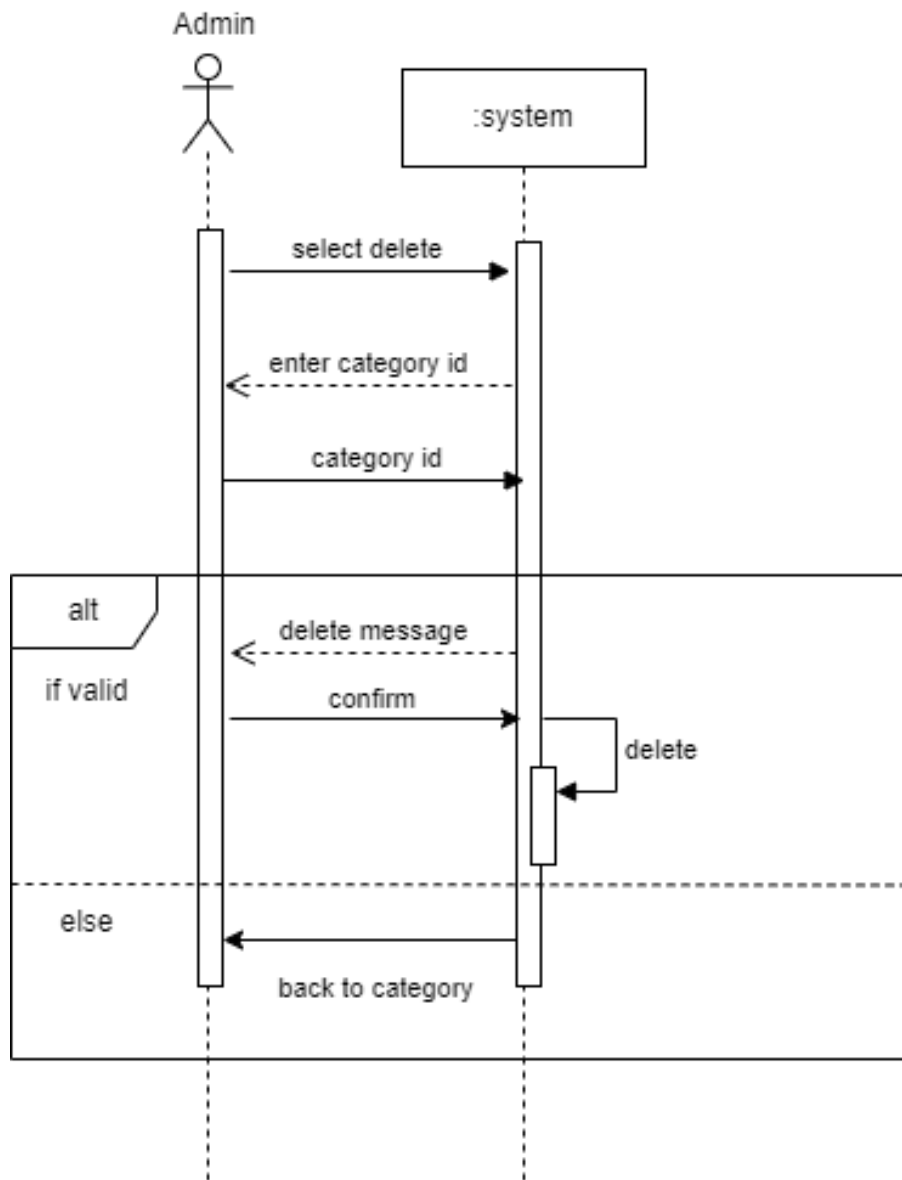 Admin
:system
select delete
enter category id
category id
alt
delete message
if valid
confirm
delete
else
back to category